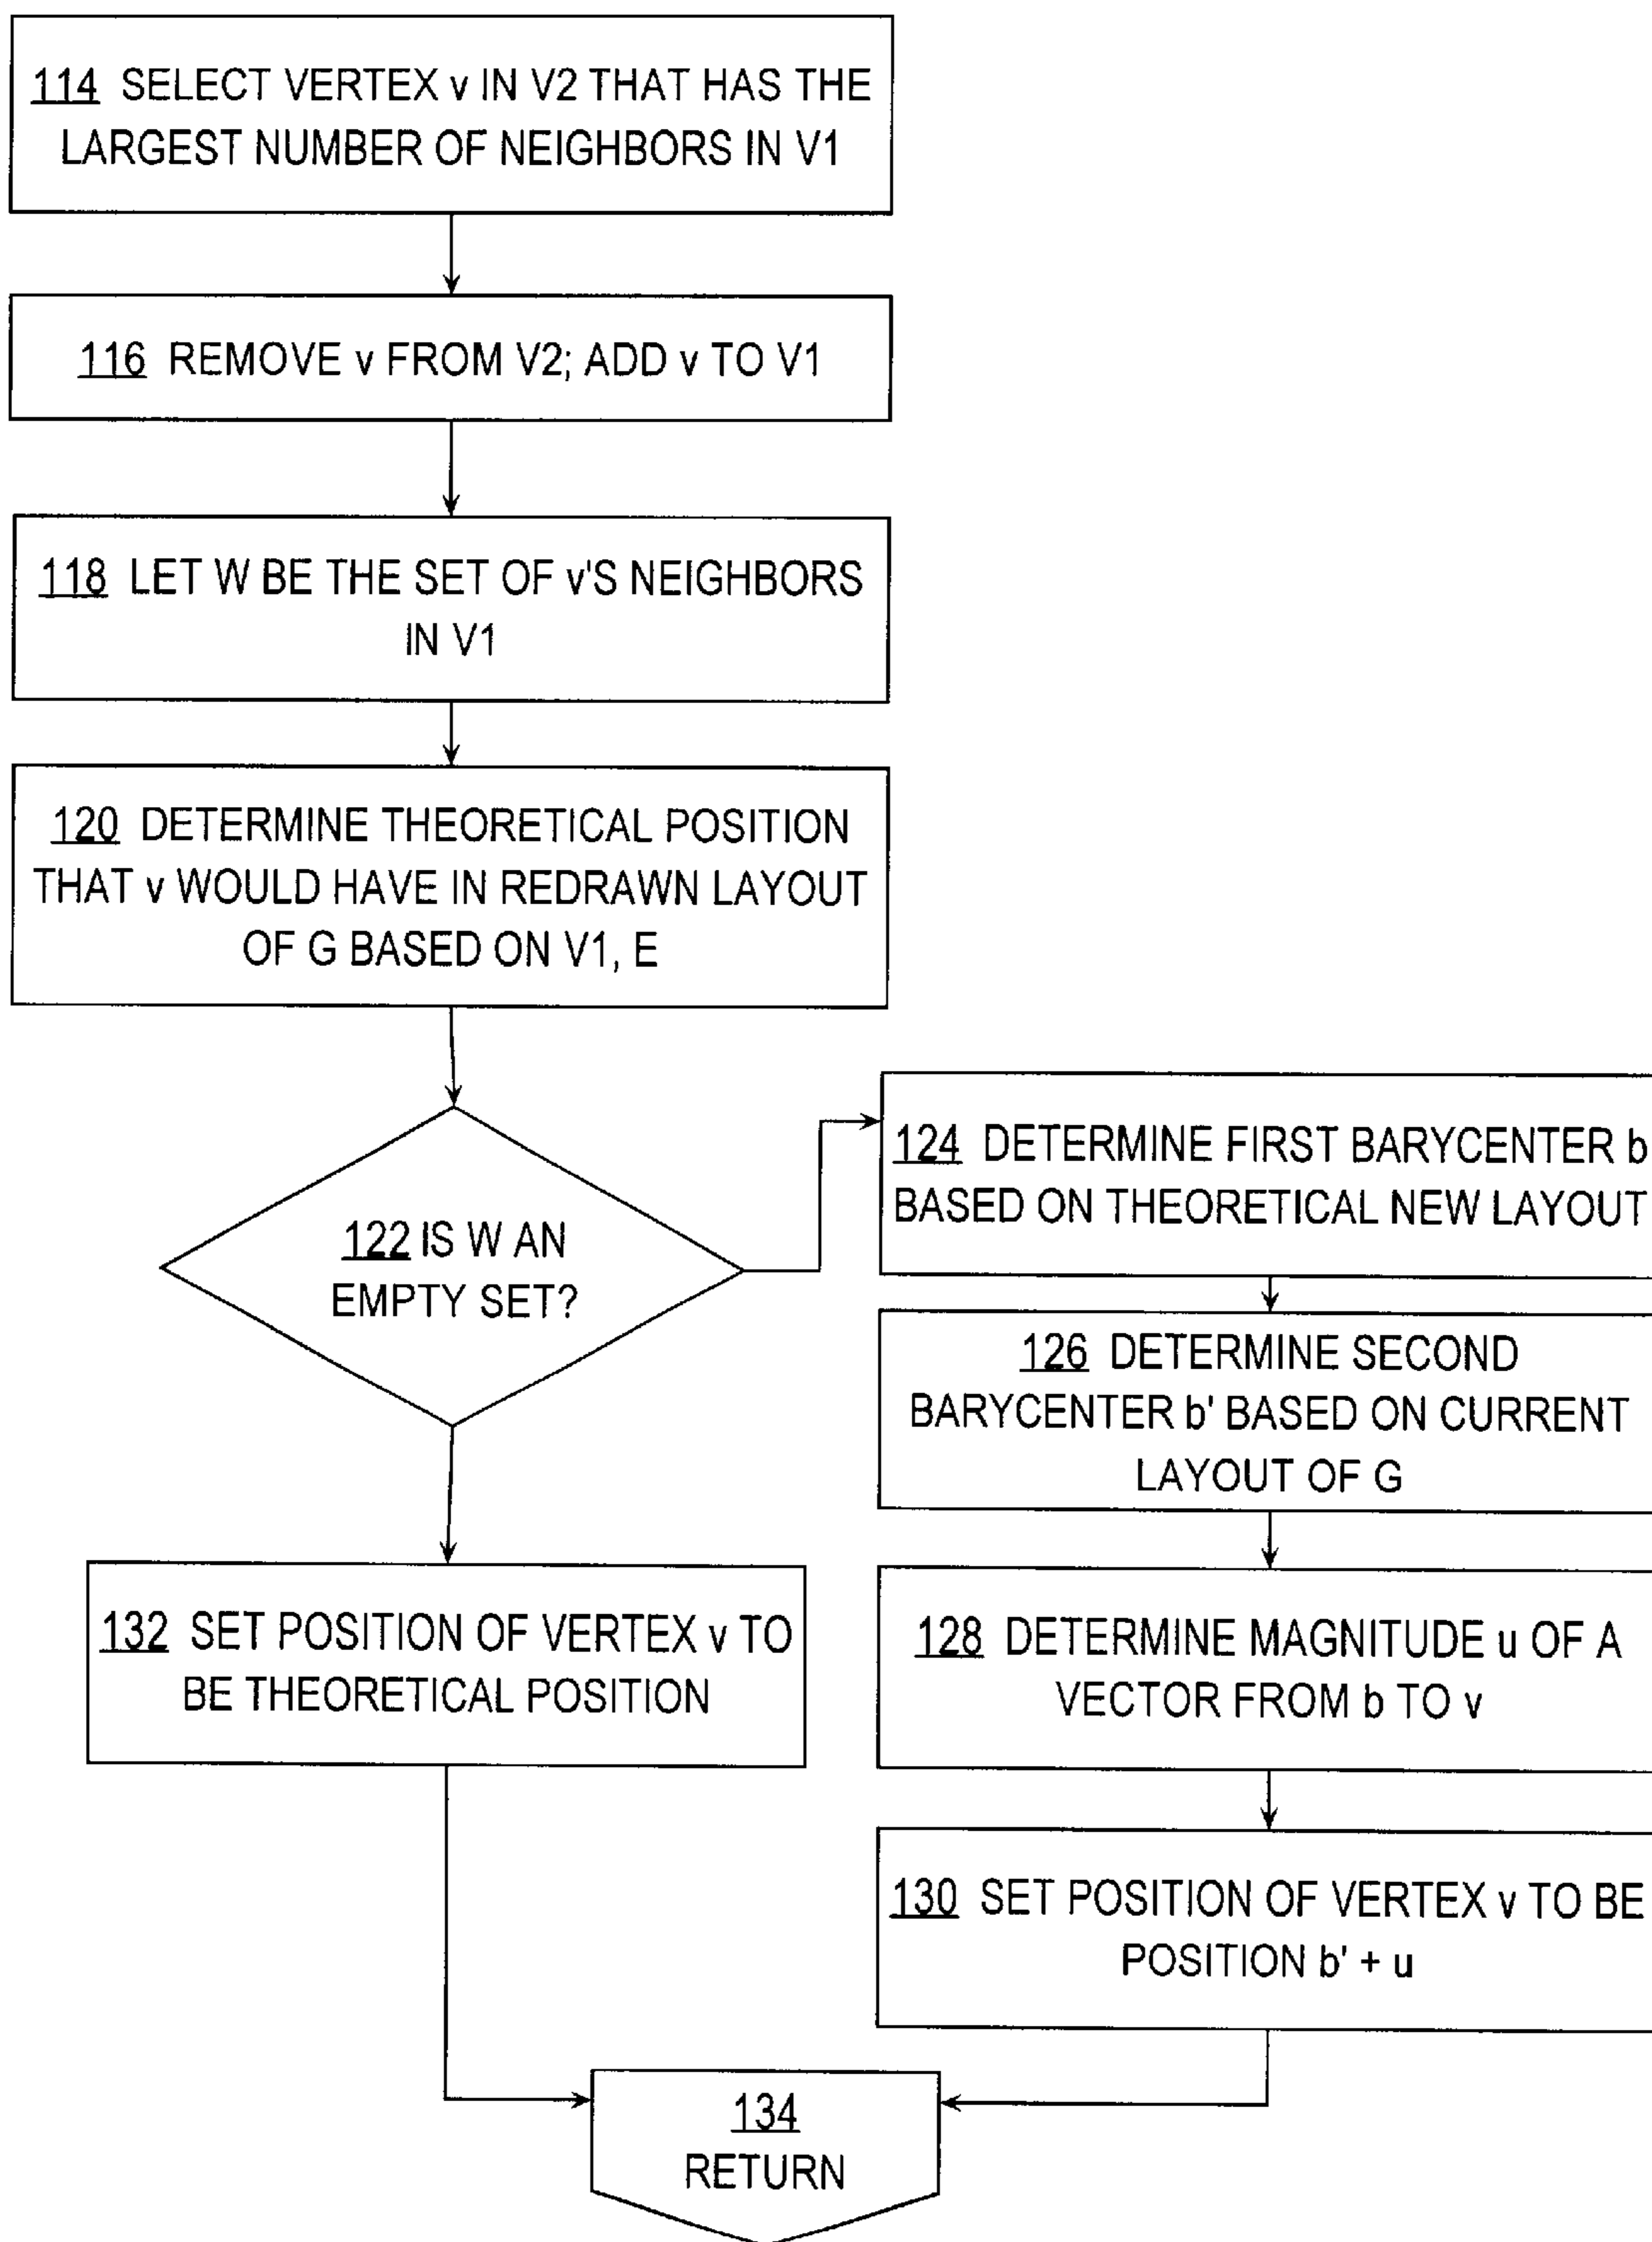 114 SELECT VERTEX v IN V2 THAT HAS THE
LARGEST NUMBER OF NEIGHBORS IN V1
116 REMOVE v FROM V2; ADD v TO V1
118 LET W BE THE SET OF v'S NEIGHBORS
IN V1
120 DETERMINE THEORETICAL POSITION
THAT v WOULD HAVE IN REDRAWN LAYOUT
OF G BASED ON V1, E
122 IS W AN
EMPTY SET?
124 DETERMINE FIRST BARYCENTER b
BASED ON THEORETICAL NEW LAYOUT
126 DETERMINE SECOND
BARYCENTER b' BASED ON CURRENT
LAYOUT OF G
128 DETERMINE MAGNITUDE u OF A
VECTOR FROM b TO v
130 SET POSITION OF VERTEX v TO BE
POSITION b' + u
132 SET POSITION OF VERTEX v TO
BE THEORETICAL POSITION
134
RETURN